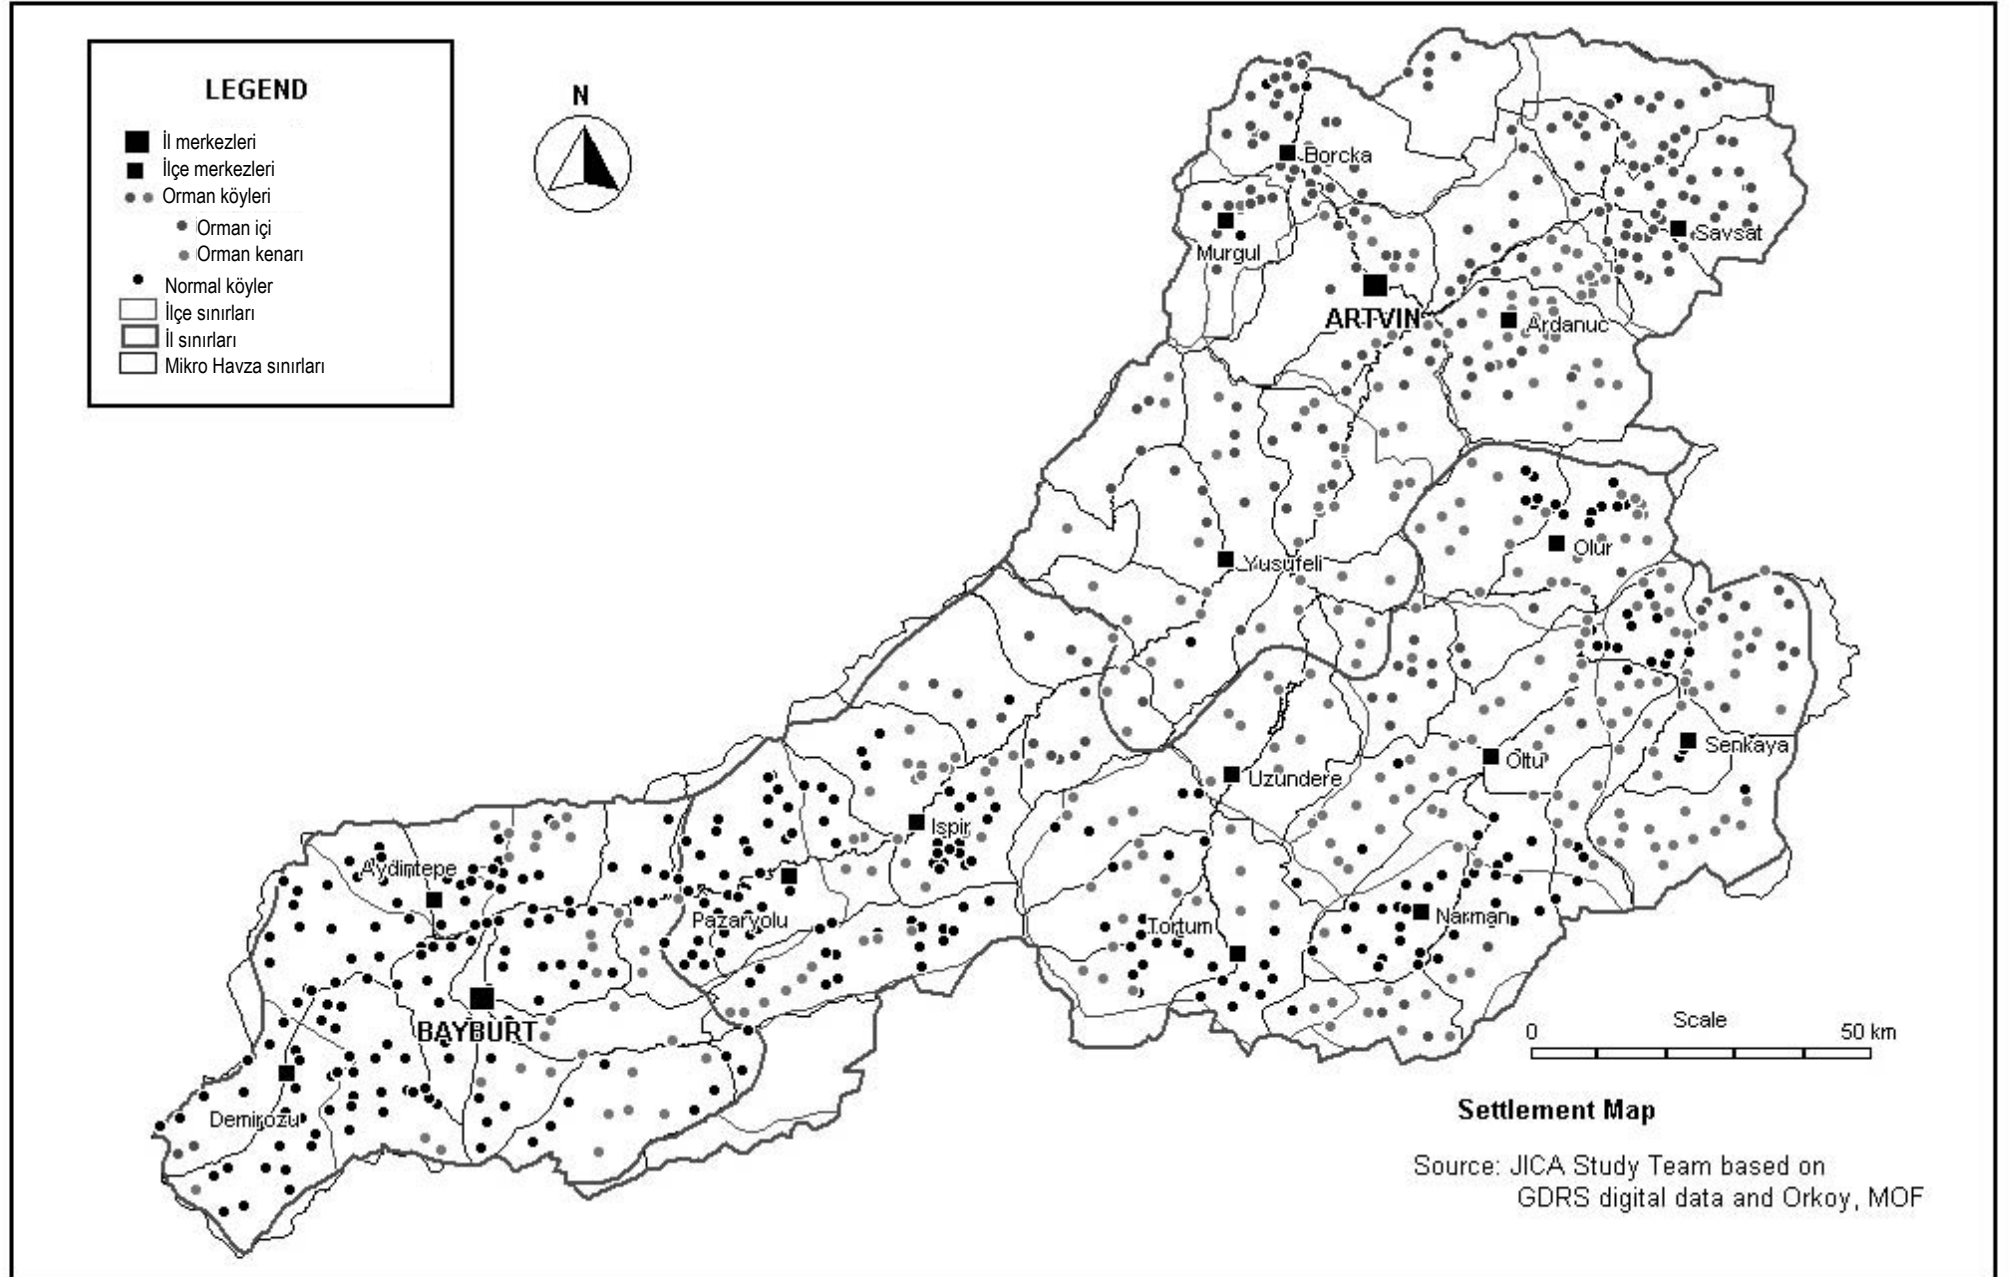 LEGEND
İl merkezleri
İlçe merkezleri
Orman köyleri
Orman içi
Orman kenarı
Normal köyler
İlçe sınırları
İl sınırları
Mikro Havza sınırları
N
Borcka
Savsat
Murgul
ARTVIN
Ardanuc
Olur
Yusufeli
Senkaya
Oltu
Uzundere
Ispir
Aydintepe
Pazaryolu
Narman
Tortum
BAYBURT
Demirozu
Scale
0 50 km
Settlement Map
Source: JICA Study Team based on
GDRS digital data and Orkoy, MOF